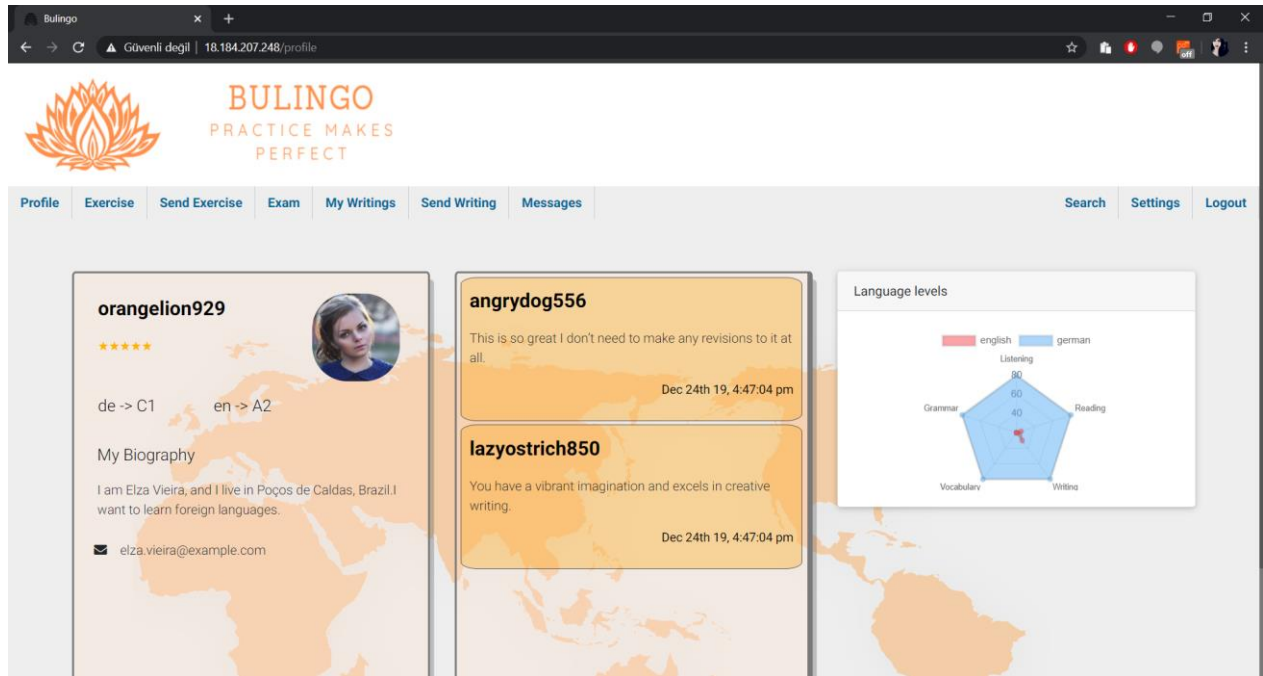 Bulingo
Güvenli değil | 18.184.207.248/profile
off
BULINGO
PRACTICE MAKES
PERFECT
Profile Exercise Send Exercise Exam My Writings Send Writing Messages Search Settings Logout
orangelion929
de -> C1 en -> A2
My Biography
I am Elza Vieira, and I live in Poços de Caldas, Brazil.I
want to learn foreign languages.
elza.vieira@example.com
angrydog556
This is so great I don't need to make any revisions to it at
all.
Dec 24th 19, 4:47:04 pm
lazyostrich850
You have a vibrant imagination and excels in creative
writing.
Dec 24th 19, 4:47:04 pm
Language levels
english german
Listening
80
60
40
Grammar Reading
Vocabulary Writing